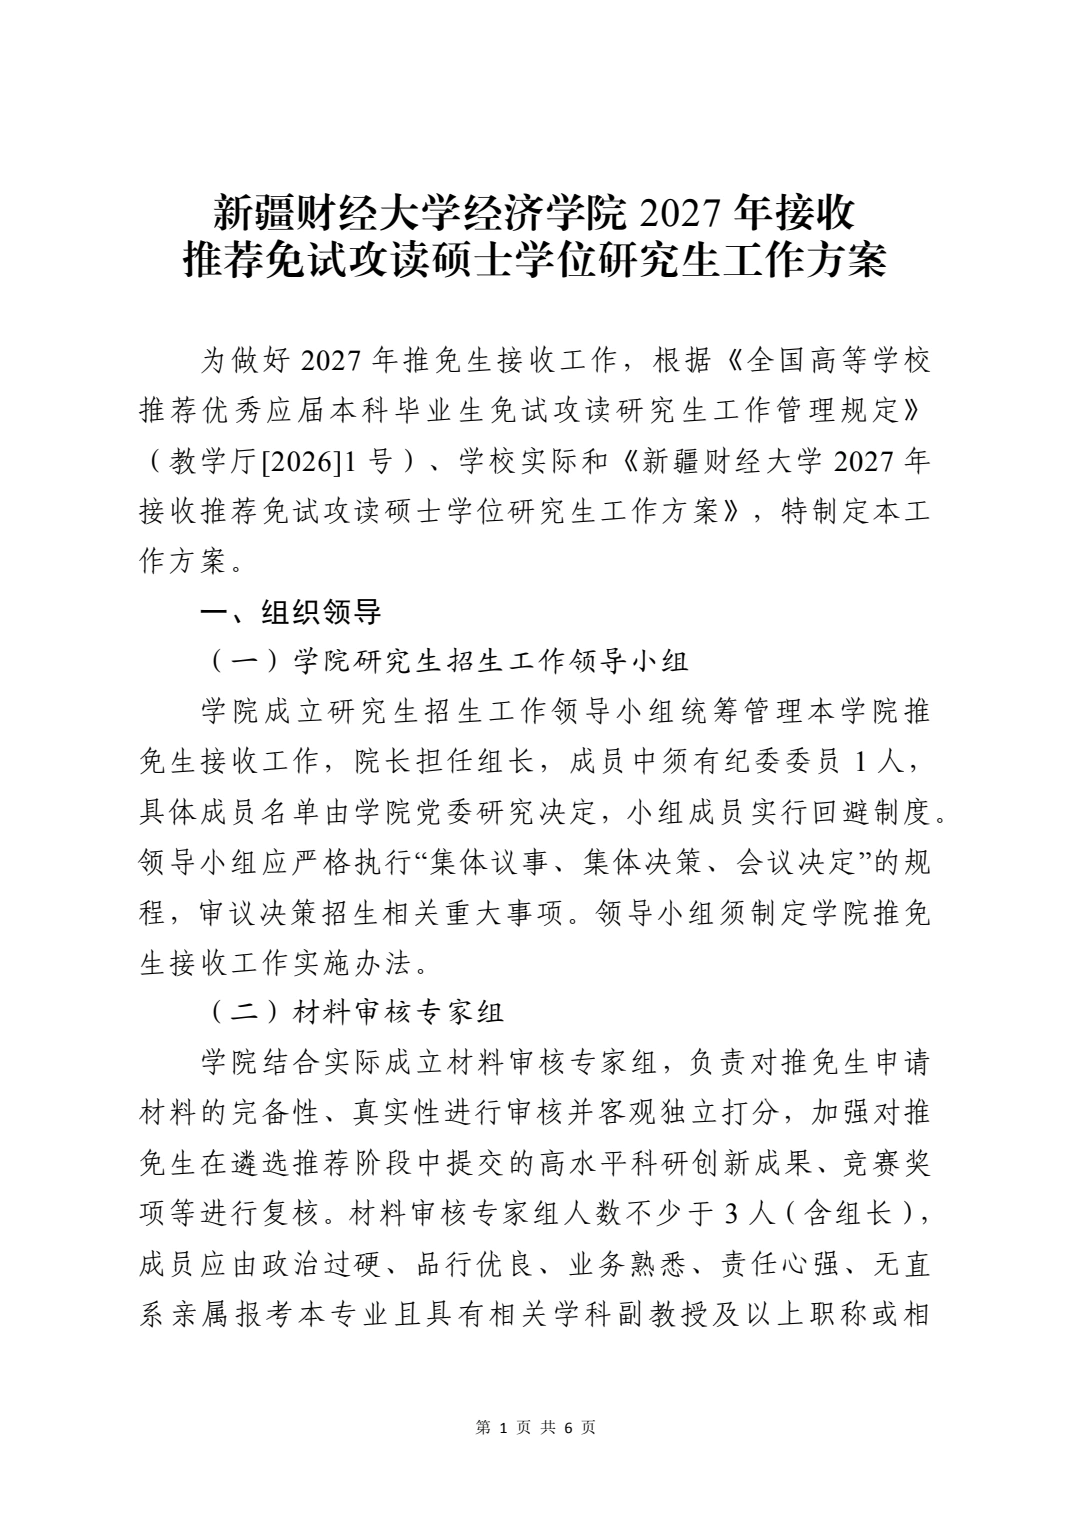 新疆财经大学经济学院 2027 年接收
推荐免试攻读硕士学位研究生工作方案
为做好 2027 年推免生接收工作，根据《全国高等学校
推荐优秀应届本科毕业生免试攻读研究生工作管理规定》
（教学厅[2026]1 号）、学校实际和《新疆财经大学 2027 年
接收推荐免试攻读硕士学位研究生工作方案》，特制定本工
作方案。
一、组织领导
（一）学院研究生招生工作领导小组
学院成立研究生招生工作领导小组统筹管理本学院推
免生接收工作，院长担任组长，成员中须有纪委委员 1 人，
具体成员名单由学院党委研究决定，小组成员实行回避制度。
领导小组应严格执行“集体议事、集体决策、会议决定”的规
程，审议决策招生相关重大事项。领导小组须制定学院推免
生接收工作实施办法。
（二）材料审核专家组
学院结合实际成立材料审核专家组，负责对推免生申请
材料的完备性、真实性进行审核并客观独立打分，加强对推
免生在遴选推荐阶段中提交的高水平科研创新成果、竞赛奖
项等进行复核。材料审核专家组人数不少于 3 人（含组长），
成员应由政治过硬、品行优良、业务熟悉、责任心强、无直
系亲属报考本专业且具有相关学科副教授及以上职称或相
第 1 页 共 6 页